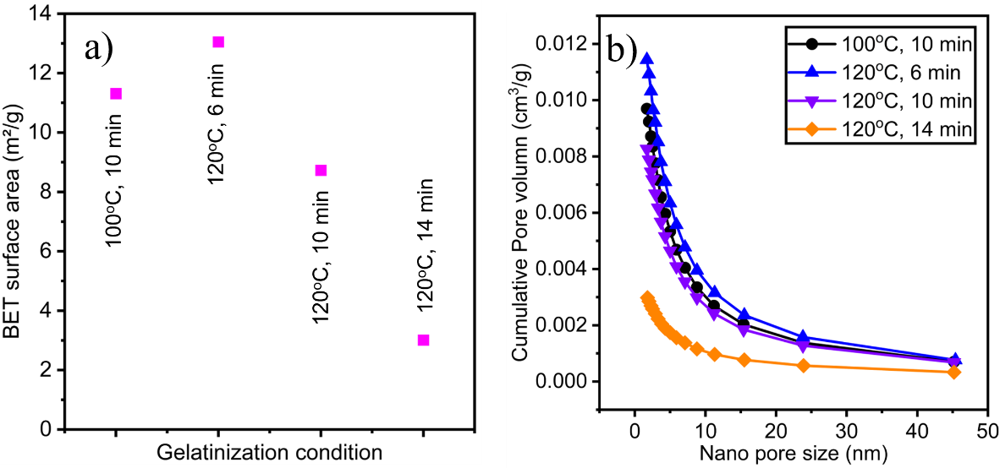 a)
BET surface area (m²/g)
14
12
10
8
6
4
2
0
100°C, 10 min
120°C, 6 min
120°C, 10 min
120°C, 14 min
Gelatinization condition
b)
Cumulative Pore volumn (cm³/g)
0.012
0.010
0.008
0.006
0.004
0.002
0.000
100°C, 10 min
120°C, 6 min
120°C, 10 min
120°C, 14 min
0 10 20 30 40 50
Nano pore size (nm)